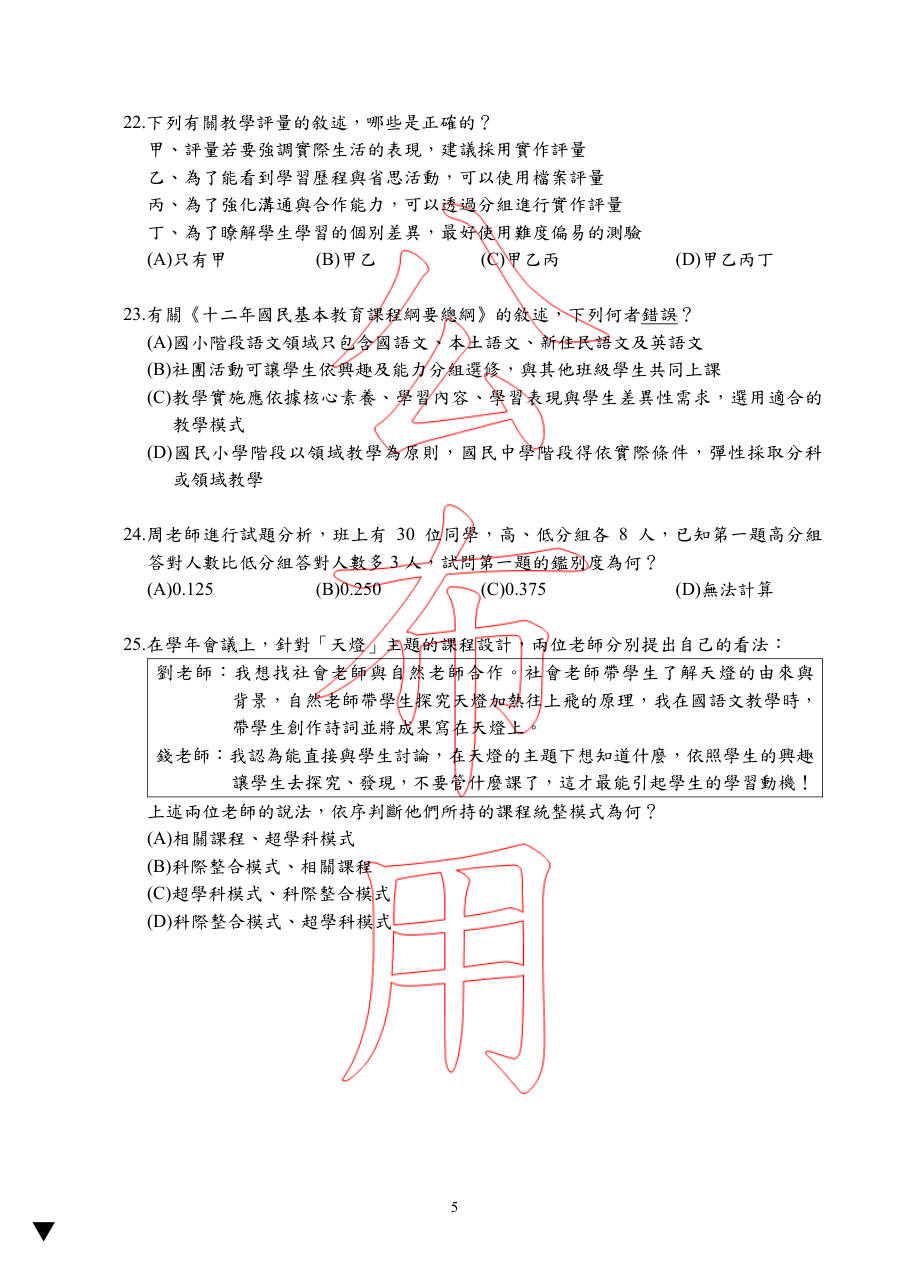 22.下列有關教學評量的敘述，哪些是正確的？
甲、評量若要強調實際生活的表現，建議採用實作評量
乙、為了能看到學習歷程與省思活動，可以使用檔案評量
丙、為了強化溝通與合作能力，可以透過分組進行實作評量
丁、為了瞭解學生學習的個別差異，最好使用難度偏易的測驗
(A)只有甲 (B)甲乙 (C)甲乙丙 (D)甲乙丙丁
23.有關《十二年國民基本教育課程綱要總綱》的敘述，下列何者錯誤？
(A)國小階段語文領域只包含國語文、本土語文、新住民語文及英語文
(B)社團活動可讓學生依興趣及能力分組選修，與其他班級學生共同上課
(C)教學實施應依據核心素養、學習內容、學習表現與學生差異性需求，選用適合的
教學模式
(D)國民小學階段以領域教學為原則，國民中學階段得依實際條件，彈性採取分科
或領域教學
24.周老師進行試題分析，班上有 30 位同學，高、低分組各 8 人，已知第一題高分組
答對人數比低分組答對人數多 3 人，試問第一題的鑑別度為何？
(A)0.125 (B)0.250 (C)0.375 (D)無法計算
25.在學年會議上，針對「天燈」主題的課程設計，兩位老師分別提出自己的看法：
劉老師：我想找社會老師與自然老師合作。社會老師帶學生了解天燈的由來與
背景，自然老師帶學生探究天燈加熱往上飛的原理，我在國語文教學時，
帶學生創作詩詞並將成果寫在天燈上。
錢老師：我認為能直接與學生討論，在天燈的主題下想知道什麼，依照學生的興趣
讓學生去探究、發現，不要管什麼課了，這才最能引起學生的學習動機！
上述兩位老師的說法，依序判斷他們所持的課程統整模式為何？
(A)相關課程、超學科模式
(B)科際整合模式、相關課程
(C)超學科模式、科際整合模式
(D)科際整合模式、超學科模式
公布用
5